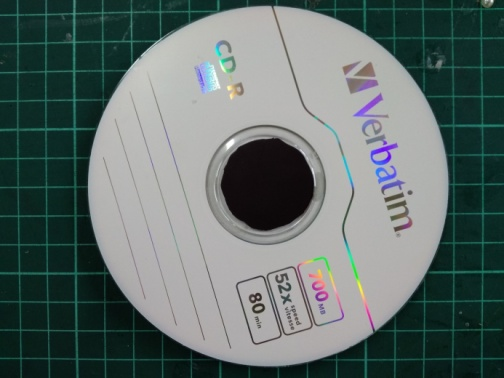 Verbatim.
CD-R
700 MB
52x speed vitesse
80 min